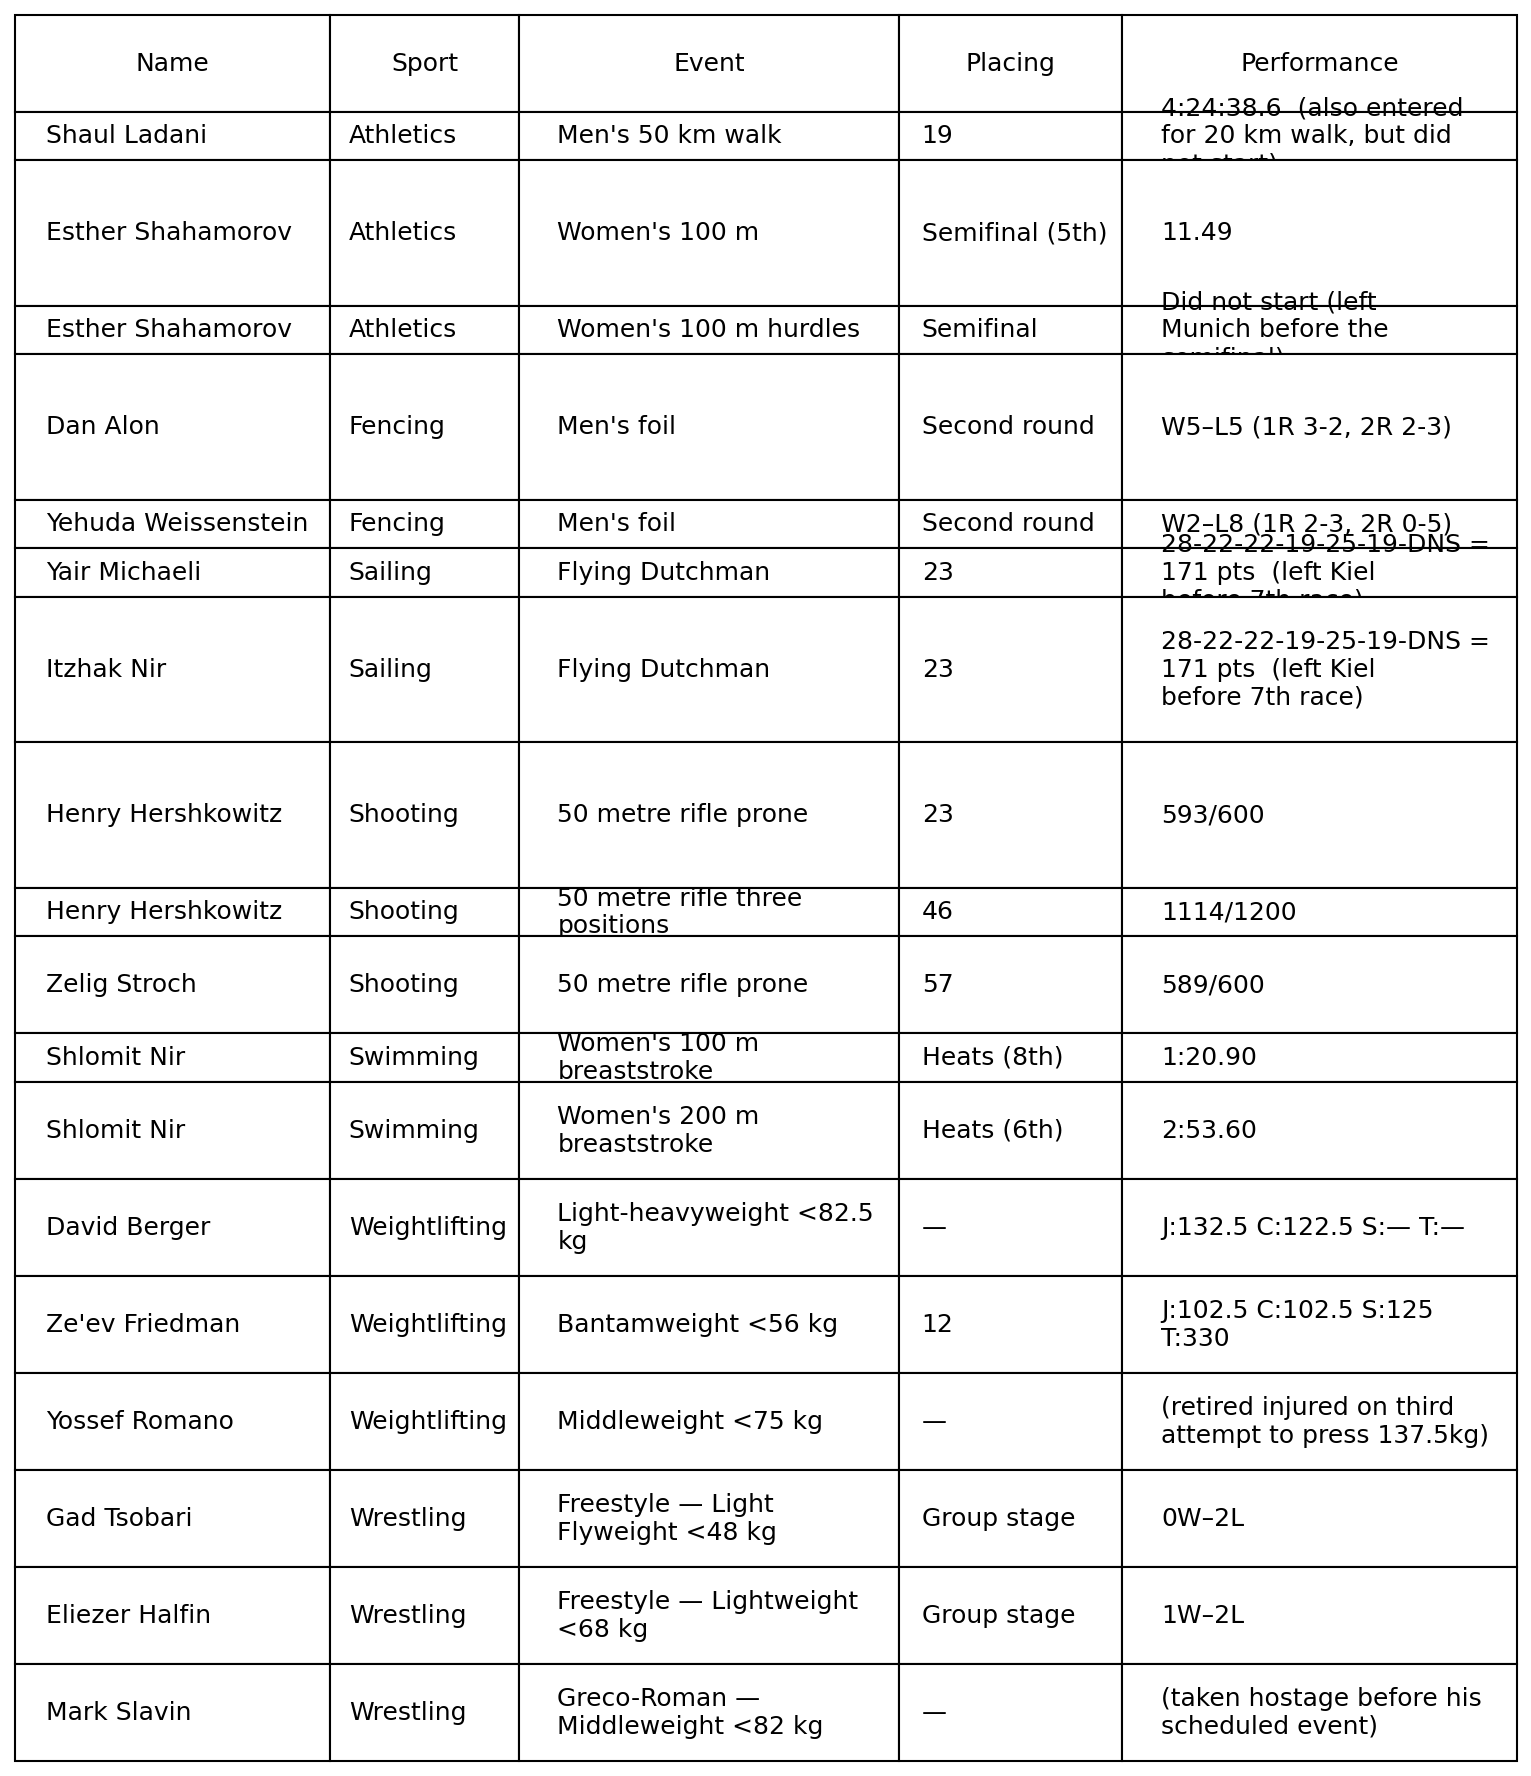 Name Sport Event Placing Performance
4:24:38.6  (also entered
Shaul Ladani Athletics Men's 50 km walk 19 for 20 km walk, but did
not start)
Esther Shahamorov Athletics Women's 100 m Semifinal (5th) 11.49
Did not start (left
Esther Shahamorov Athletics Women's 100 m hurdles Semifinal Munich before the
semifinal)
Dan Alon Fencing Men's foil Second round W5–L5 (1R 3-2, 2R 2-3)
Yehuda Weissenstein Fencing Men's foil Second round W2–L8 (1R 2-3, 2R 0-5)
28-22-22-19-25-19-DNS =
Yair Michaeli Sailing Flying Dutchman 23 171 pts  (left Kiel
before 7th race)
28-22-22-19-25-19-DNS =
Itzhak Nir Sailing Flying Dutchman 23 171 pts  (left Kiel
before 7th race)
Henry Hershkowitz Shooting 50 metre rifle prone 23 593/600
50 metre rifle three
Henry Hershkowitz Shooting positions 46 1114/1200
Zelig Stroch Shooting 50 metre rifle prone 57 589/600
Women's 100 m
Shlomit Nir Swimming breaststroke Heats (8th) 1:20.90
Women's 200 m
Shlomit Nir Swimming breaststroke Heats (6th) 2:53.60
Light-heavyweight <82.5
David Berger Weightlifting kg — J:132.5 C:122.5 S:— T:—
Ze'ev Friedman Weightlifting Bantamweight <56 kg 12 J:102.5 C:102.5 S:125
T:330
Yossef Romano Weightlifting Middleweight <75 kg — (retired injured on third
attempt to press 137.5kg)
Freestyle — Light
Gad Tsobari Wrestling Flyweight <48 kg Group stage 0W–2L
Freestyle — Lightweight
Eliezer Halfin Wrestling <68 kg Group stage 1W–2L
Greco-Roman — (taken hostage before his
Mark Slavin Wrestling Middleweight <82 kg — scheduled event)